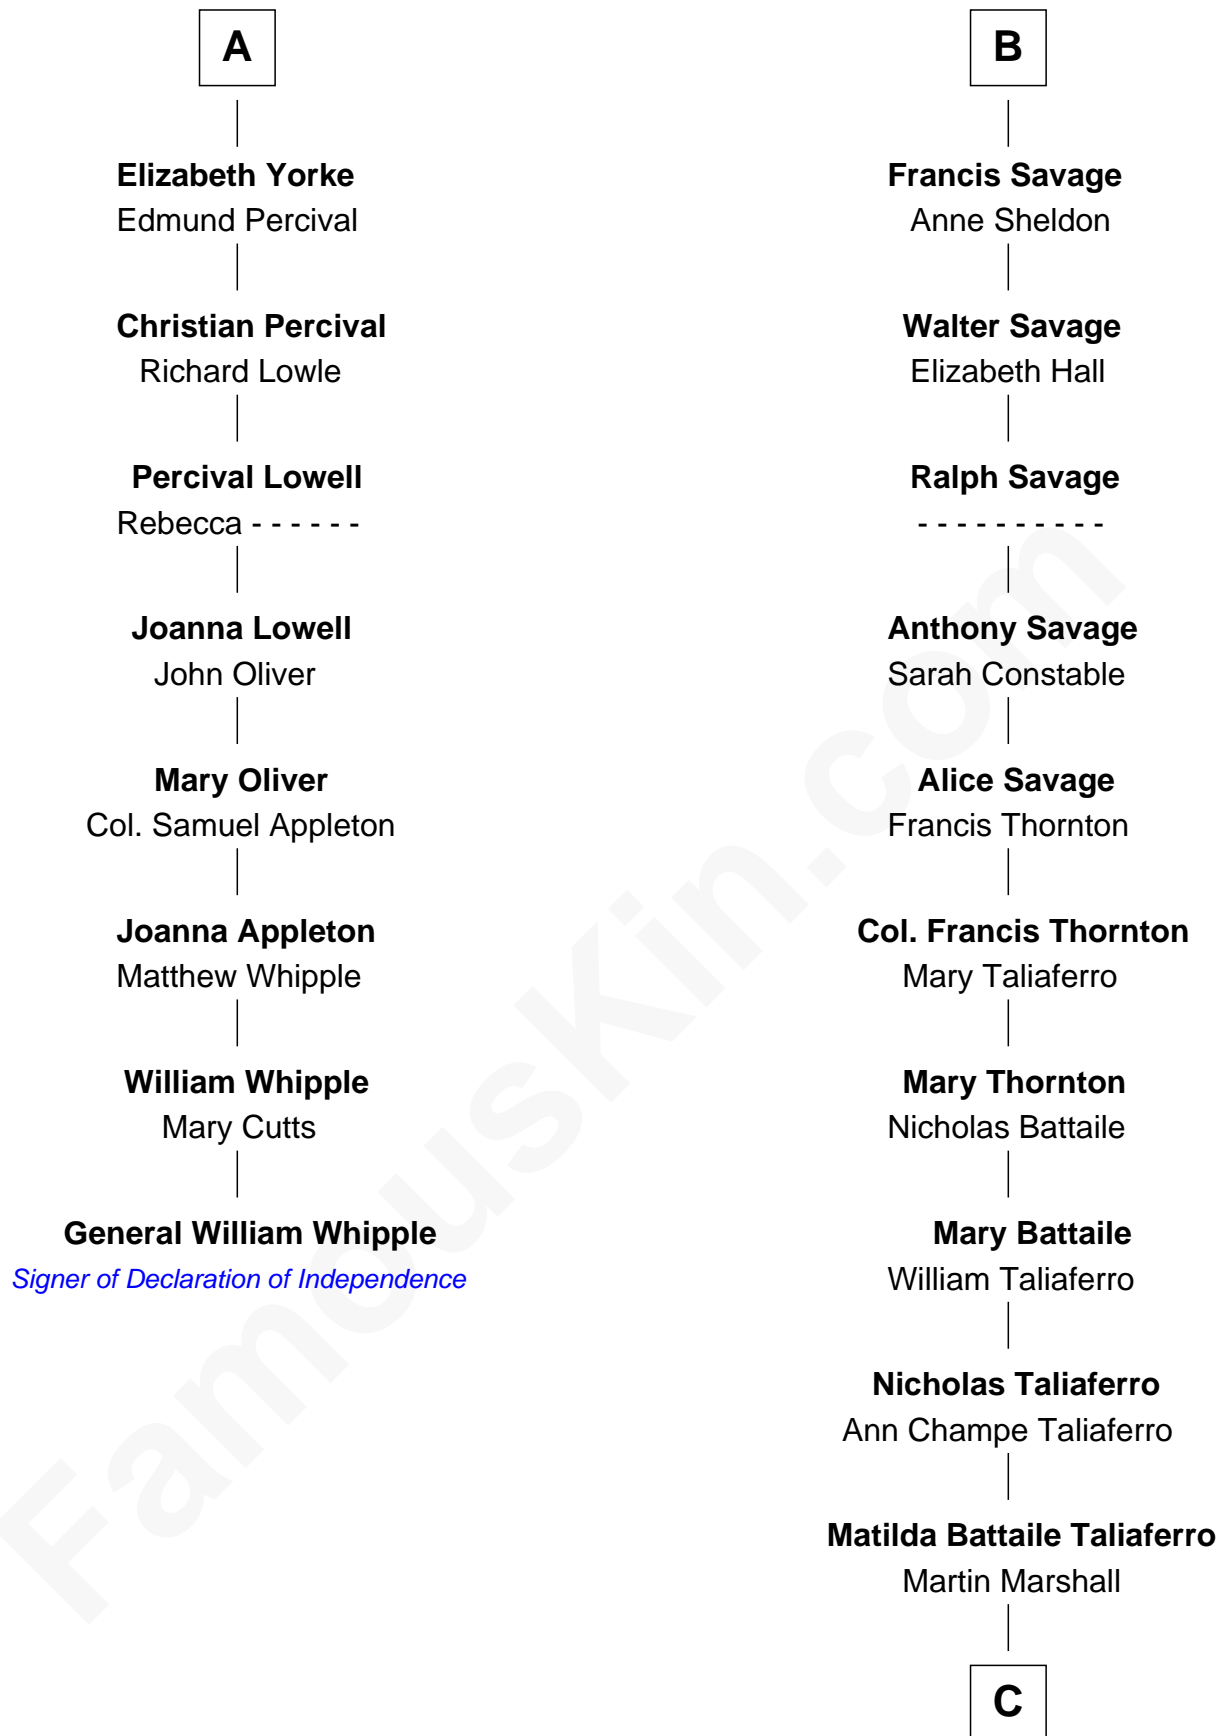 A
Elizabeth Yorke
Edmund Percival
Christian Percival
Richard Lowle
Percival Lowell
Rebecca - - - - - -
Joanna Lowell
John Oliver
Mary Oliver
Col. Samuel Appleton
Joanna Appleton
Matthew Whipple
William Whipple
Mary Cutts
General William Whipple
Signer of Declaration of Independence
B
Francis Savage
Anne Sheldon
Walter Savage
Elizabeth Hall
Ralph Savage
- - - - - - - - - -
Anthony Savage
Sarah Constable
Alice Savage
Francis Thornton
Col. Francis Thornton
Mary Taliaferro
Mary Thornton
Nicholas Battaile
Mary Battaile
William Taliaferro
Nicholas Taliaferro
Ann Champe Taliaferro
Matilda Battaile Taliaferro
Martin Marshall
C
FamousKin.com